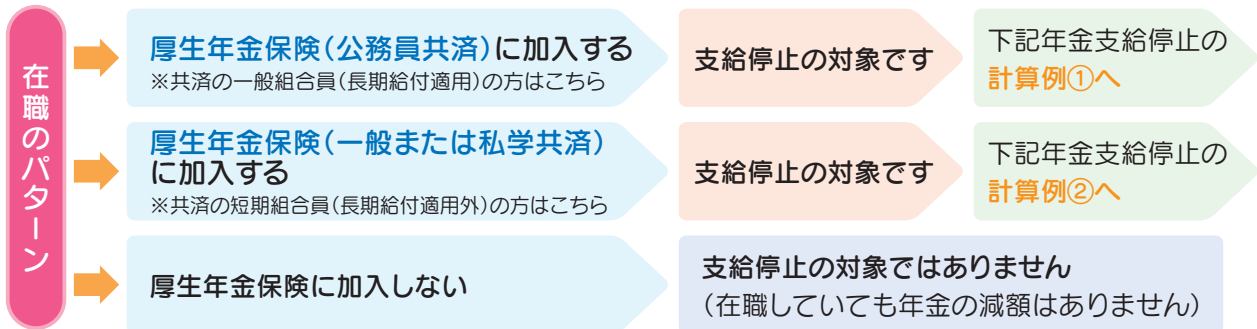 在職のパターン
厚生年金保険(公務員共済)に加入する
※共済の一般組合員(長期給付適用)の方はこちら
支給停止の対象です
下記年金支給停止の
計算例①へ
厚生年金保険(一般または私学共済)
に加入する
※共済の短期組合員(長期給付適用外)の方はこちら
支給停止の対象です
下記年金支給停止の
計算例②へ
厚生年金保険に加入しない
支給停止の対象ではありません
(在職していても年金の減額はありません)